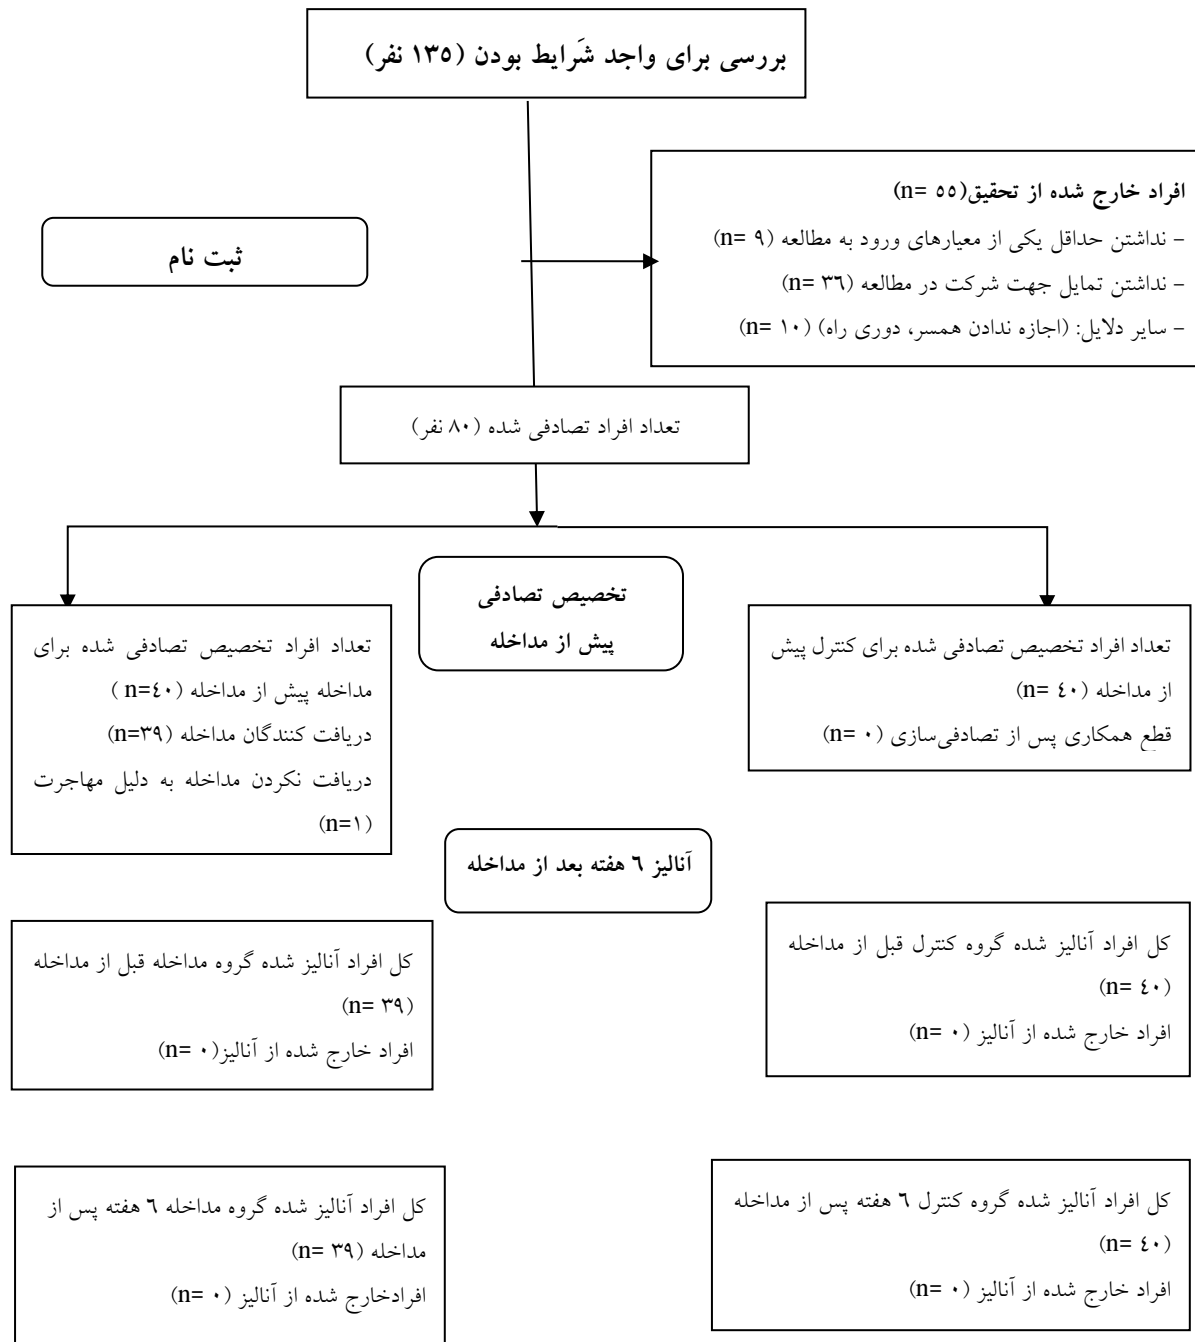 بررسی برای واجد شَرایط بودن (۱۳۵ نفر)
افراد خارج شده از تحقیق(n= ۵۵)
- نداشتن حداقل یکی از معیارهای ورود به مطالعه (n= ۹)
- نداشتن تمایل جهت شرکت در مطالعه (n= ۳٦)
- سایر دلایل: (اجازه ندادن همسر، دوری راه) (n= ۱۰)
ثبت نام
تعداد افراد تصادفی شده (۸۰ نفر)
تخصیص تصادفی
پیش از مداخله
تعداد افراد تخصیص تصادفی شده برای کنترل پیش
از مداخله (n= ٤۰)
قطع همکاری پس از تصادفی‌سازی (n= ۰)
تعداد افراد تخصیص تصادفی شده برای
مداخله پیش از مداخله (n=٤۰ )
دریافت کنندگان مداخله (n=۳۹)
دریافت نکردن مداخله به دلیل مهاجرت
(n=۱)
آنالیز ٦ هفته بعد از مداخله
کل افراد آنالیز شده گروه کنترل قبل از مداخله
(n= ٤۰)
افراد خارج شده از آنالیز (n= ۰)
کل افراد آنالیز شده گروه مداخله قبل از مداخله
(n= ۳۹)
افراد خارج شده از آنالیز(n= ۰)
کل افراد آنالیز شده گروه کنترل ٦ هفته پس از مداخله
(n= ٤۰)
افراد خارج شده از آنالیز (n= ۰)
کل افراد آنالیز شده گروه مداخله ٦ هفته پس از
مداخله (n= ۳۹)
افرادخارج شده از آنالیز (n= ۰)